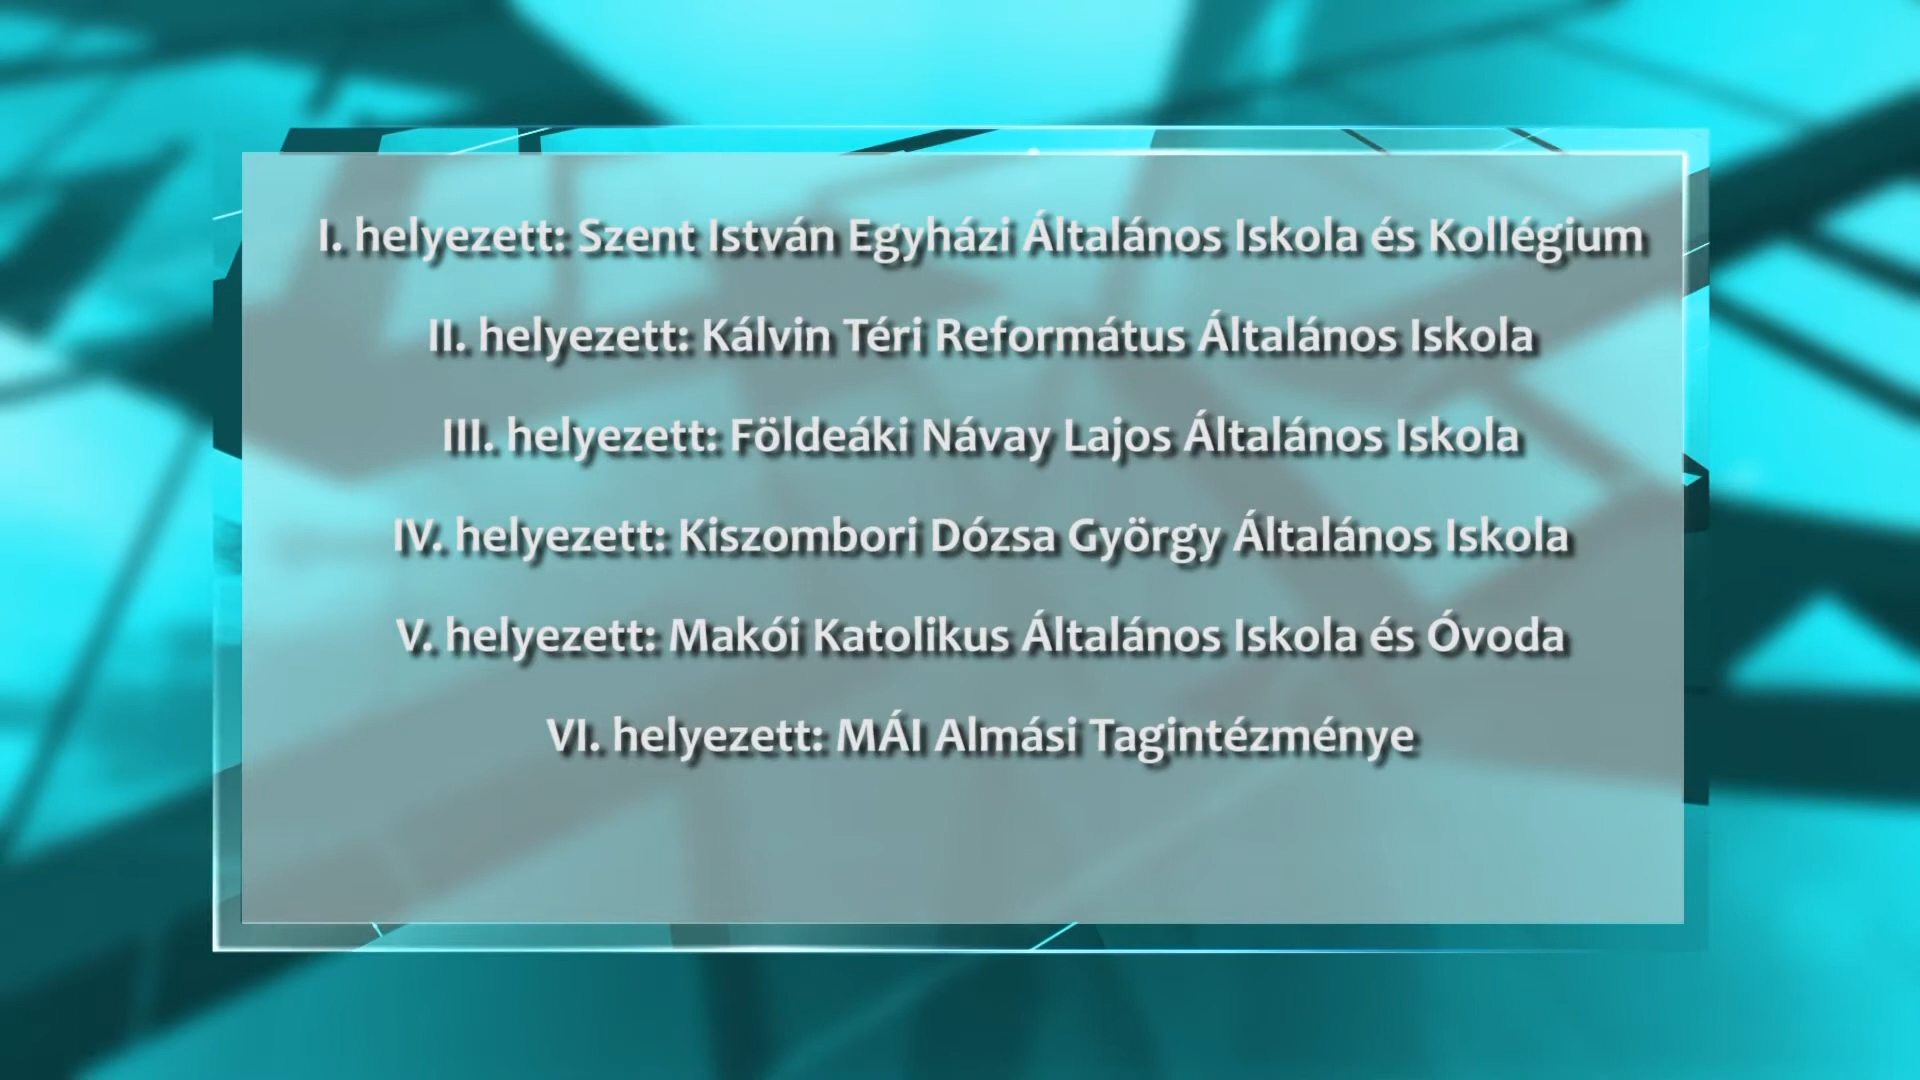 I. helyezett: Szent István Egyházi Általános Iskola és Kollégium
II. helyezett: Kálvin Téri Református Általános Iskola
III. helyezett: Földeáki Návay Lajos Általános Iskola
IV. helyezett: Kiszombori Dózsa György Általános Iskola
V. helyezett: Makói Katolikus Általános Iskola és Óvoda
VI. helyezett: MÁI Almási Tagintézménye